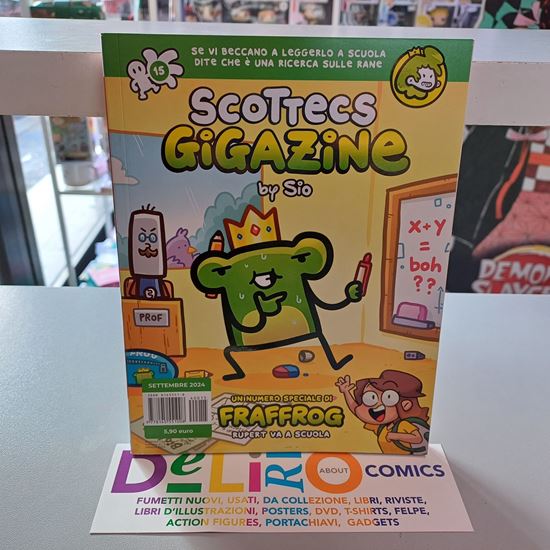 15
SE VI BECCANO A LEGGERLO A SCUOLA
DITE CHE È UNA RICERCA SULLE RANE
SCOTTECS
GIGAZINE
by Sio
X+Y
=
boh
??
PROF
DEMON
SLAYER
SETTEMBRE 2024
5,90 euro
UN NUMERO SPECIALE DI
FRAFFROG
RUPERT VA A SCUOLA
DELIRIO
ABOUT
COMICS
FUMETTI NUOVI, USATI, DA COLLEZIONE, LIBRI, RIVISTE,
LIBRI D'ILLUSTRAZIONI, POSTERS, DVD, T-SHIRTS, FELPE,
ACTION FIGURES, PORTACHIAVI, GADGETS